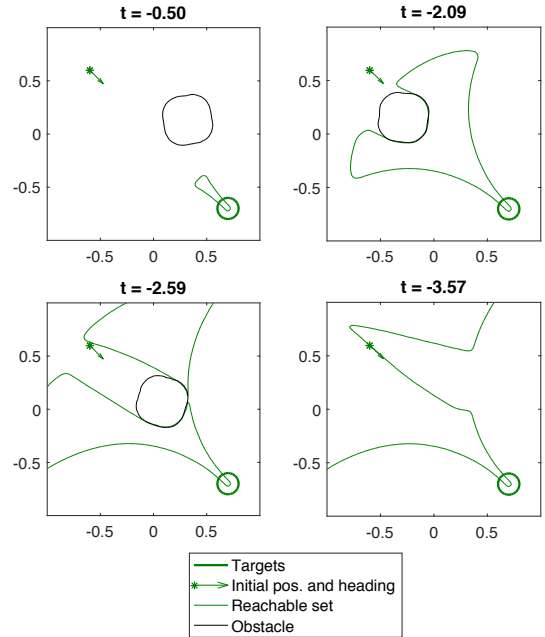 t = -0.50
t = -2.09
0.5
0
-0.5
0.5
0
-0.5
-0.5 0 0.5
-0.5 0 0.5
t = -2.59
t = -3.57
0.5
0
-0.5
0.5
0
-0.5
-0.5 0 0.5
-0.5 0 0.5
Targets
Initial pos. and heading
Reachable set
Obstacle